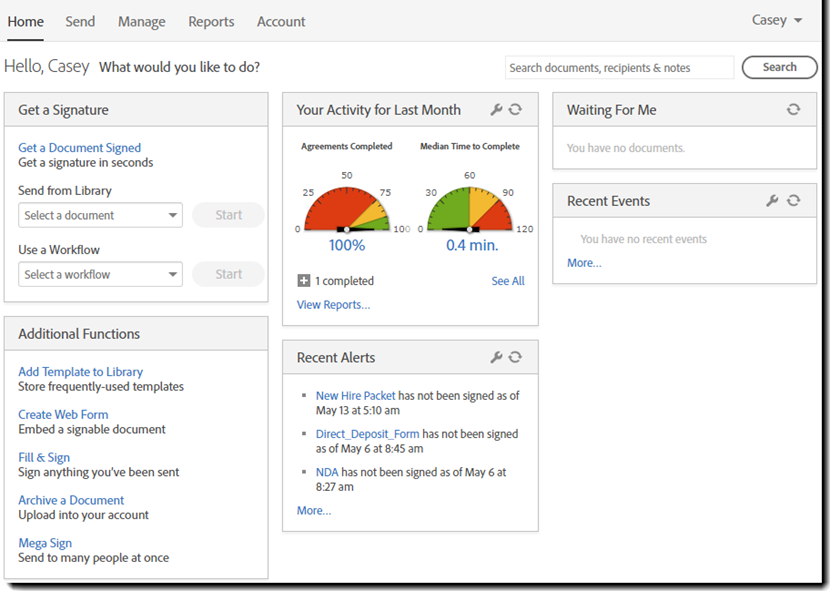 Home Send Manage Reports Account Casey
Hello, Casey What would you like to do?
Search documents, recipients & notes Search
Get a Signature
Get a Document Signed
Get a signature in seconds
Send from Library
Select a document Start
Use a Workflow
Select a workflow Start
Additional Functions
Add Template to Library
Store frequently-used templates
Create Web Form
Embed a signable document
Fill & Sign
Sign anything you've been sent
Archive a Document
Upload into your account
Mega Sign
Send to many people at once
Your Activity for Last Month
Agreements Completed Median Time to Complete
50 60
25 75 30 90
0 100 0 120
100% 0.4 min.
1 completed See All
View Reports...
Recent Alerts
New Hire Packet has not been signed as of
May 13 at 5:10 am
Direct_Deposit_Form has not been signed
as of May 6 at 8:45 am
NDA has not been signed as of May 6 at
8:27 am
More...
Waiting For Me
You have no documents.
Recent Events
You have no recent events
More...